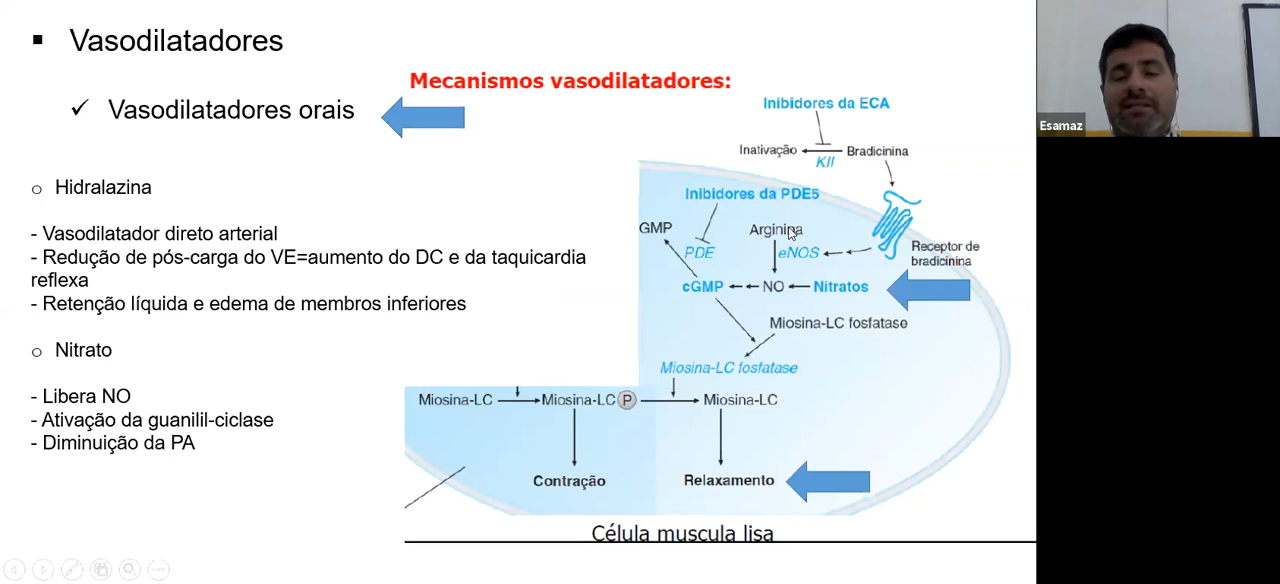 Vasodilatadores
Mecanismos vasodilatadores:
Vasodilatadores orais
Hidralazina
- Vasodilatador direto arterial
- Redução de pós-carga do VE=aumento do DC e da taquicardia
reflexa
- Retenção líquida e edema de membros inferiores
Nitrato
- Libera NO
- Ativação da guanilil-ciclase
- Diminuição da PA
Inibidores da ECA
Inativação
KII
Bradicinina
Inibidores da PDE5
GMP
PDE
Arginina
eNOS
Receptor de
bradicinina
cGMP
NO
Nitratos
Miosina-LC fosfatase
Miosina-LC fosfatase
Miosina-LC
Miosina-LC P
Miosina-LC
Contração
Relaxamento
Célula muscula lisa
Esamaz